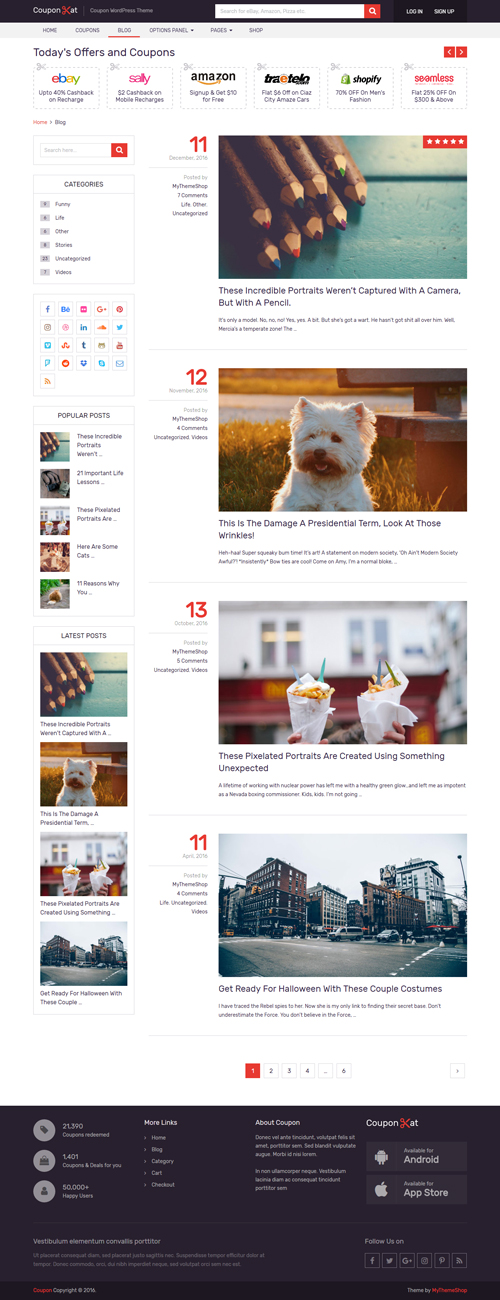 Coupon at
Coupon WordPress Theme
Search for eBay, Amazon, Pizza etc
LOG IN
SIGN UP
HOME
COUPONS
BLOG
OPTIONS PANEL
PAGES
SHOP
Today's Offers and Coupons
ebay
Upto 40% Cashback
on Recharge
sally
$2 Cashback on
Mobile Recharges
amazon
Signup & Get $10
for Free
Flat $6 Off on Ciaz
City Amaze Cars
shopify
70% OFF On Men's
Fashion
seamless
Flat 25% OFF On
$300 & Above
Home
Blog
Search here...
CATEGORIES
9 Funny
6 Life
8 Other
8 Stories
23 Uncategorized
7 Videos
POPULAR POSTS
These Incredible
Portraits
Weren't ...
21 Important Life
Lessons ...
These Pixelated
Portraits Are ...
Here Are Some
Cats ...
11 Reasons Why
You ...
LATEST POSTS
These Incredible Portraits
Weren't Captured With A ...
This Is The Damage A
Presidential Term, ...
These Pixelated Portraits Are
Created Using Something ...
Get Ready For Halloween With
These Couple ...
11
December, 2016
Posted by
MyThemeShop
7 Comments
Life, Other,
Uncategorized
These Incredible Portraits Weren't Captured With A Camera,
But With A Pencil.
It's only a model. No, no, no! Yes, yes. A bit. But she's got a wart. He hasn't got shit all over him. Well,
Mercia's a temperate zone! The ...
12
November, 2016
Posted by
MyThemeShop
4 Comments
Uncategorized, Videos
This Is The Damage A Presidential Term, Look At Those
Wrinkles!
Heh-haa! Super squeaky bum time! It's art! A statement on modern society, 'Oh Ain't Modern Society
Awful?'! *Insistently* Bow ties are cool! Come on Amy, I'm a normal bloke, ...
13
October, 2016
Posted by
MyThemeShop
5 Comments
Uncategorized, Videos
These Pixelated Portraits Are Created Using Something
Unexpected
A lifetime of working with nuclear power has left me with a healthy green glow...and left me as impotent
as a Nevada boxing commissioner. Kids, kids. I'm not going ...
11
April, 2016
Posted by
MyThemeShop
4 Comments
Life, Uncategorized,
Videos
Get Ready For Halloween With These Couple Costumes
I have traced the Rebel spies to her. Now she is my only link to finding their secret base. Don't
underestimate the Force. You don't believe in the Force, ...
1 2 3 4 ... 6
21,390
Coupons redeemed
1,401
Coupons & Deals for you
50,000+
Happy Users
More Links
Home
Blog
Category
Cart
Checkout
About Coupon
Donec vel ante tincidunt, volutpat felis sit
amet, porttitor sem. Sed blandit vulputate
augue. Morbi id nisi lorem.
In non ullamcorper neque. Vestibulum
lacinia diam ac consequat tincidunt
porttitor sem
Coupon at
Available for
Android
Available for
App Store
Vestibulum elementum convallis porttitor
Ut placerat consequat diam, sed placerat justo sagittis nec. Suspendisse tempor efficitur dolor at
tempor. Donec commodo, orci, dui nibh imperdiet neque, sed volutpat orci sem nec est.
Follow Us on
Coupon Copyright © 2016.
Theme by MyThemeShop